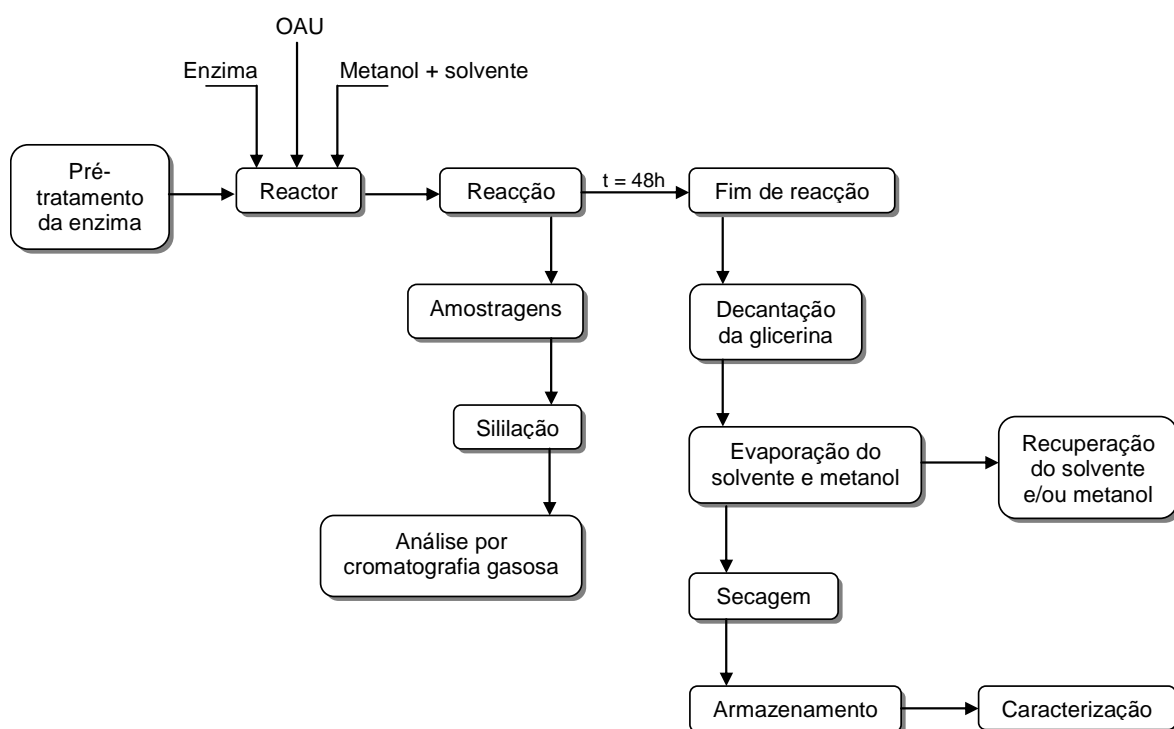 OAU
Enzima
Metanol + solvente
Pré-
tratamento
da enzima
Reactor
Reacção
t = 48h
Fim de reacção
Amostragens
Decantação
da glicerina
Sililação
Evaporação do
solvente e metanol
Recuperação
do solvente
e/ou metanol
Análise por
cromatografia gasosa
Secagem
Armazenamento
Caracterização